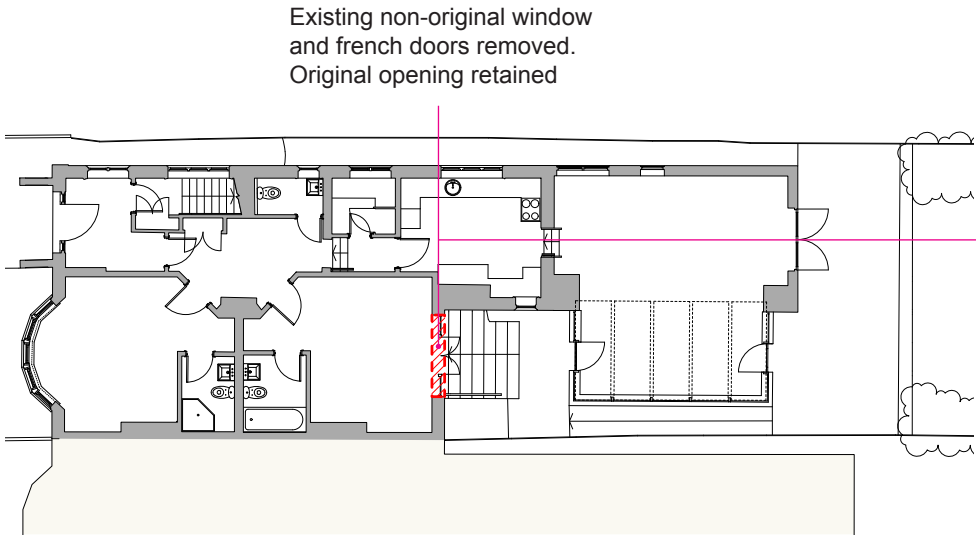 Existing non-original window
and french doors removed.
Original opening retained